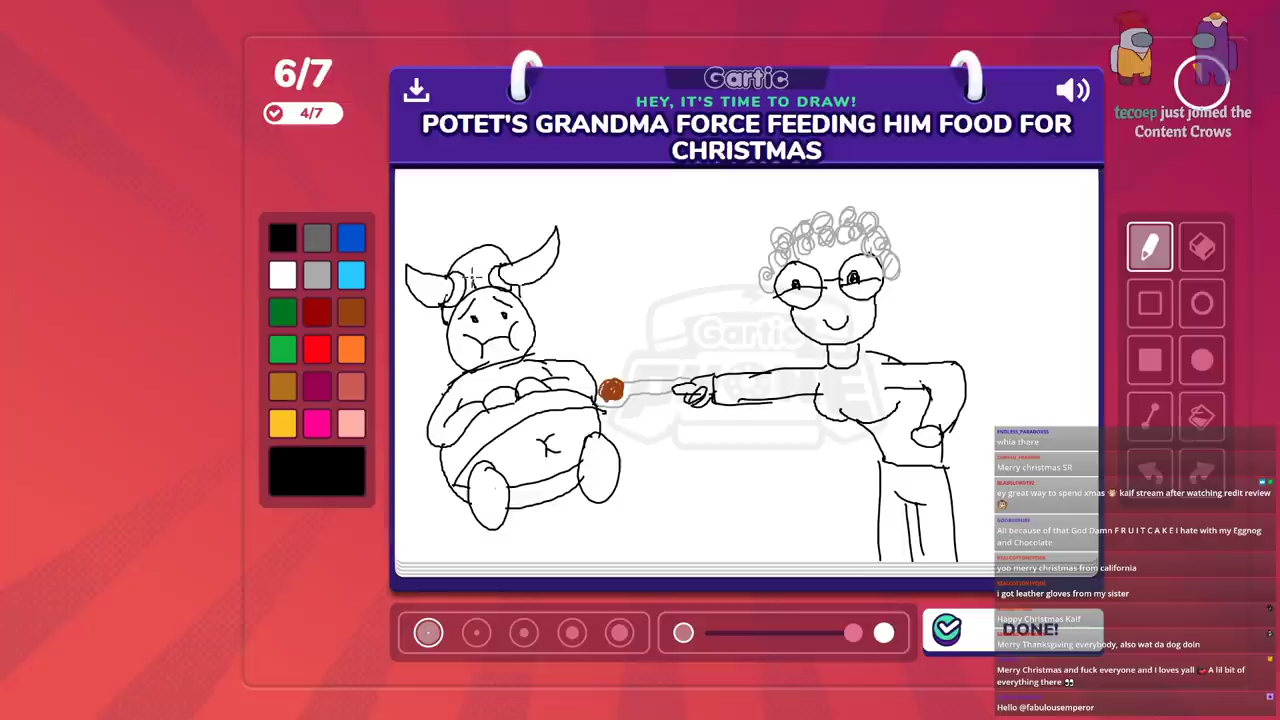 6/7
4/7
Gartic
HEY, IT'S TIME TO DRAW!
POTET'S GRANDMA FORCE FEEDING HIM FOOD FOR
CHRISTMAS
tecoep just joined the
Content Crows
Gartic
PHONE
DONE!
ENDLESS_PARADOXES
whia there
Merry christmas SR
ey great way to spend xmas kaif stream after watching redit review
All because of that God Damn F R U I T C A K E I hate with my Eggnog
and Chocolate
yoo merry christmas from california
i got leather gloves from my sister
Happy Christmas Kaif
Merry Thanksgiving everybody, also wat da dog doin
Merry Christmas and fuck everyone and I loves yall A lil bit of
everything there
Hello @fabulousemperor